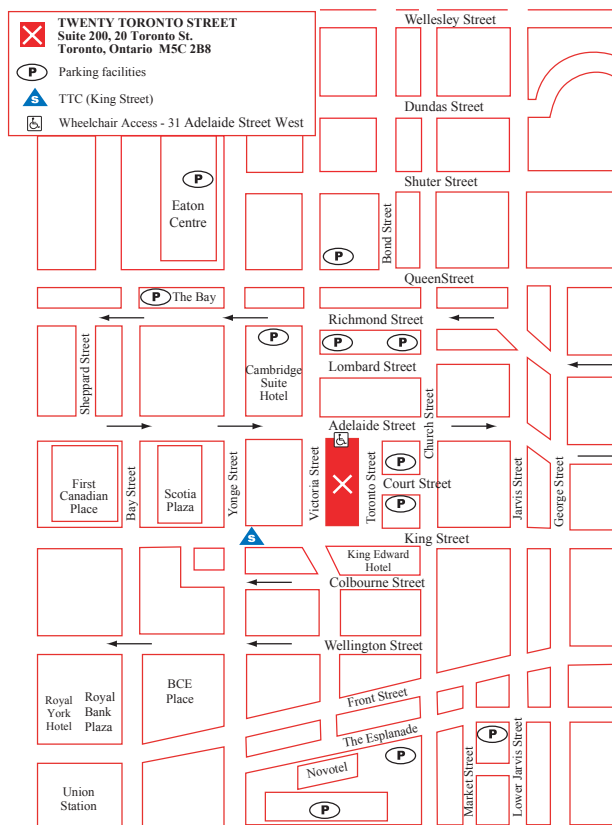 TWENTY TORONTO STREET
Suite 200, 20 Toronto St.
Toronto, Ontario  M5C 2B8
P Parking facilities
S TTC (King Street)
Wheelchair Access - 31 Adelaide Street West
Wellesley Street
Dundas Street
Shuter Street
P
Eaton
Centre
Bond Street
P
QueenStreet
P The Bay
Richmond Street
P
P
P
Sheppard Street
Cambridge
Suite
Hotel
Lombard Street
Church Street
Adelaide Street
First
Canadian
Place
Bay Street
Scotia
Plaza
Yonge Street
Victoria Street
Toronto Street
P
Court Street
P
Jarvis Street
George Street
S
King Street
King Edward
Hotel
Colbourne Street
Wellington Street
Royal
York
Hotel
Royal
Bank
Plaza
BCE
Place
Front Street
The Esplanade
P
Novotel
P
Market Street
P
Lower Jarvis Street
Union
Station